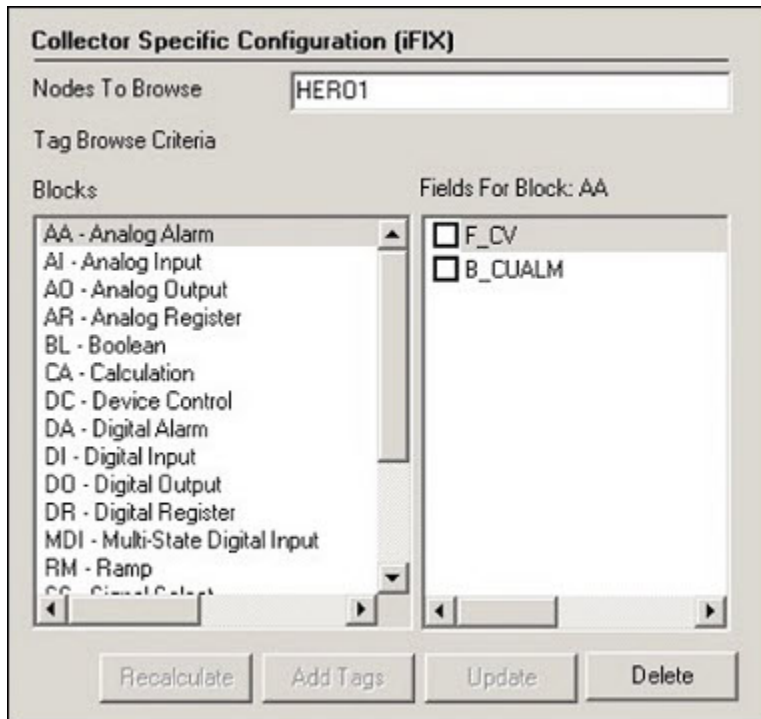 Collector Specific Configuration (iFIX)
Nodes To Browse
HERO1
Tag Browse Criteria
Blocks
Fields For Block: AA
AA - Analog Alarm
AI - Analog Input
AO - Analog Output
AR - Analog Register
BL - Boolean
CA - Calculation
DC - Device Control
DA - Digital Alarm
DI - Digital Input
DO - Digital Output
DR - Digital Register
MDI - Multi-State Digital Input
RM - Ramp
F_CV
B_CUALM
Recalculate
Add Tags
Update
Delete